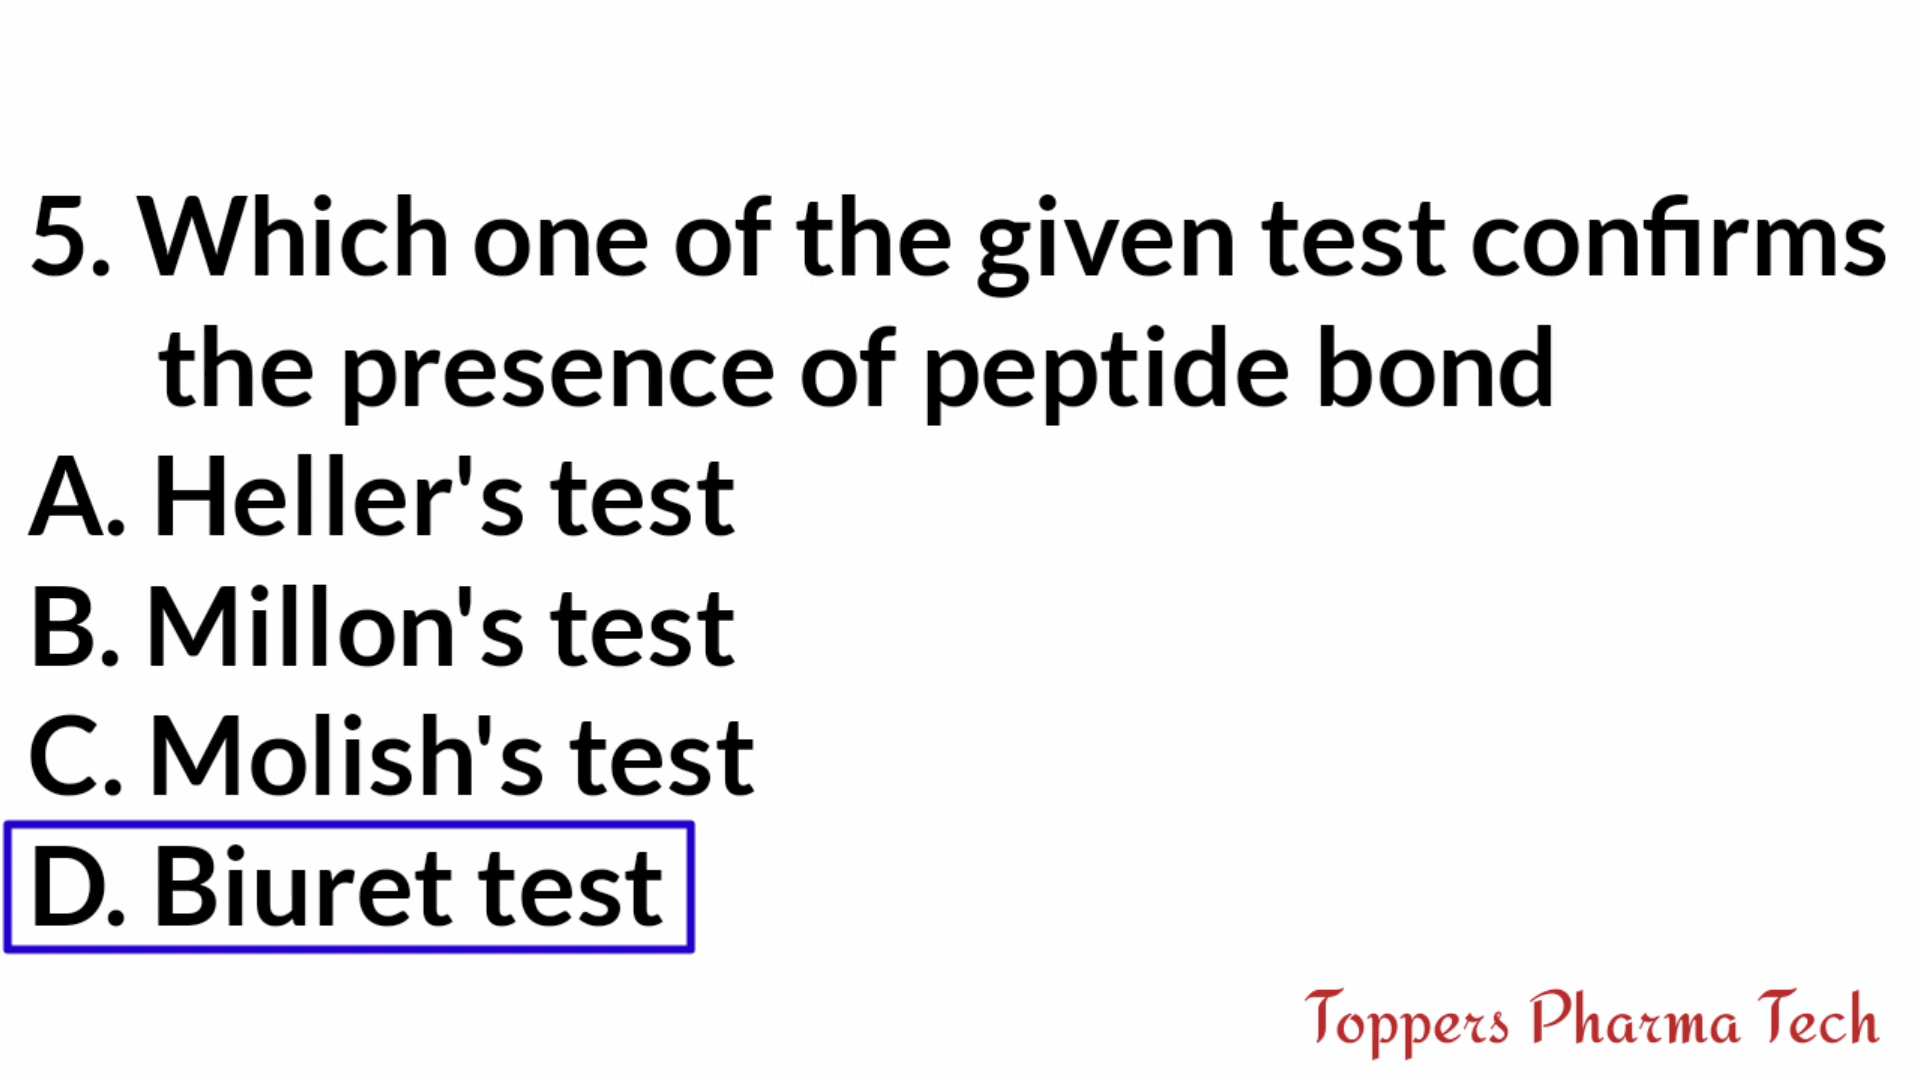 5. Which one of the given test confirms
the presence of peptide bond
A. Heller's test
B. Millon's test
C. Molish's test
D. Biuret test
Toppers Pharma Tech